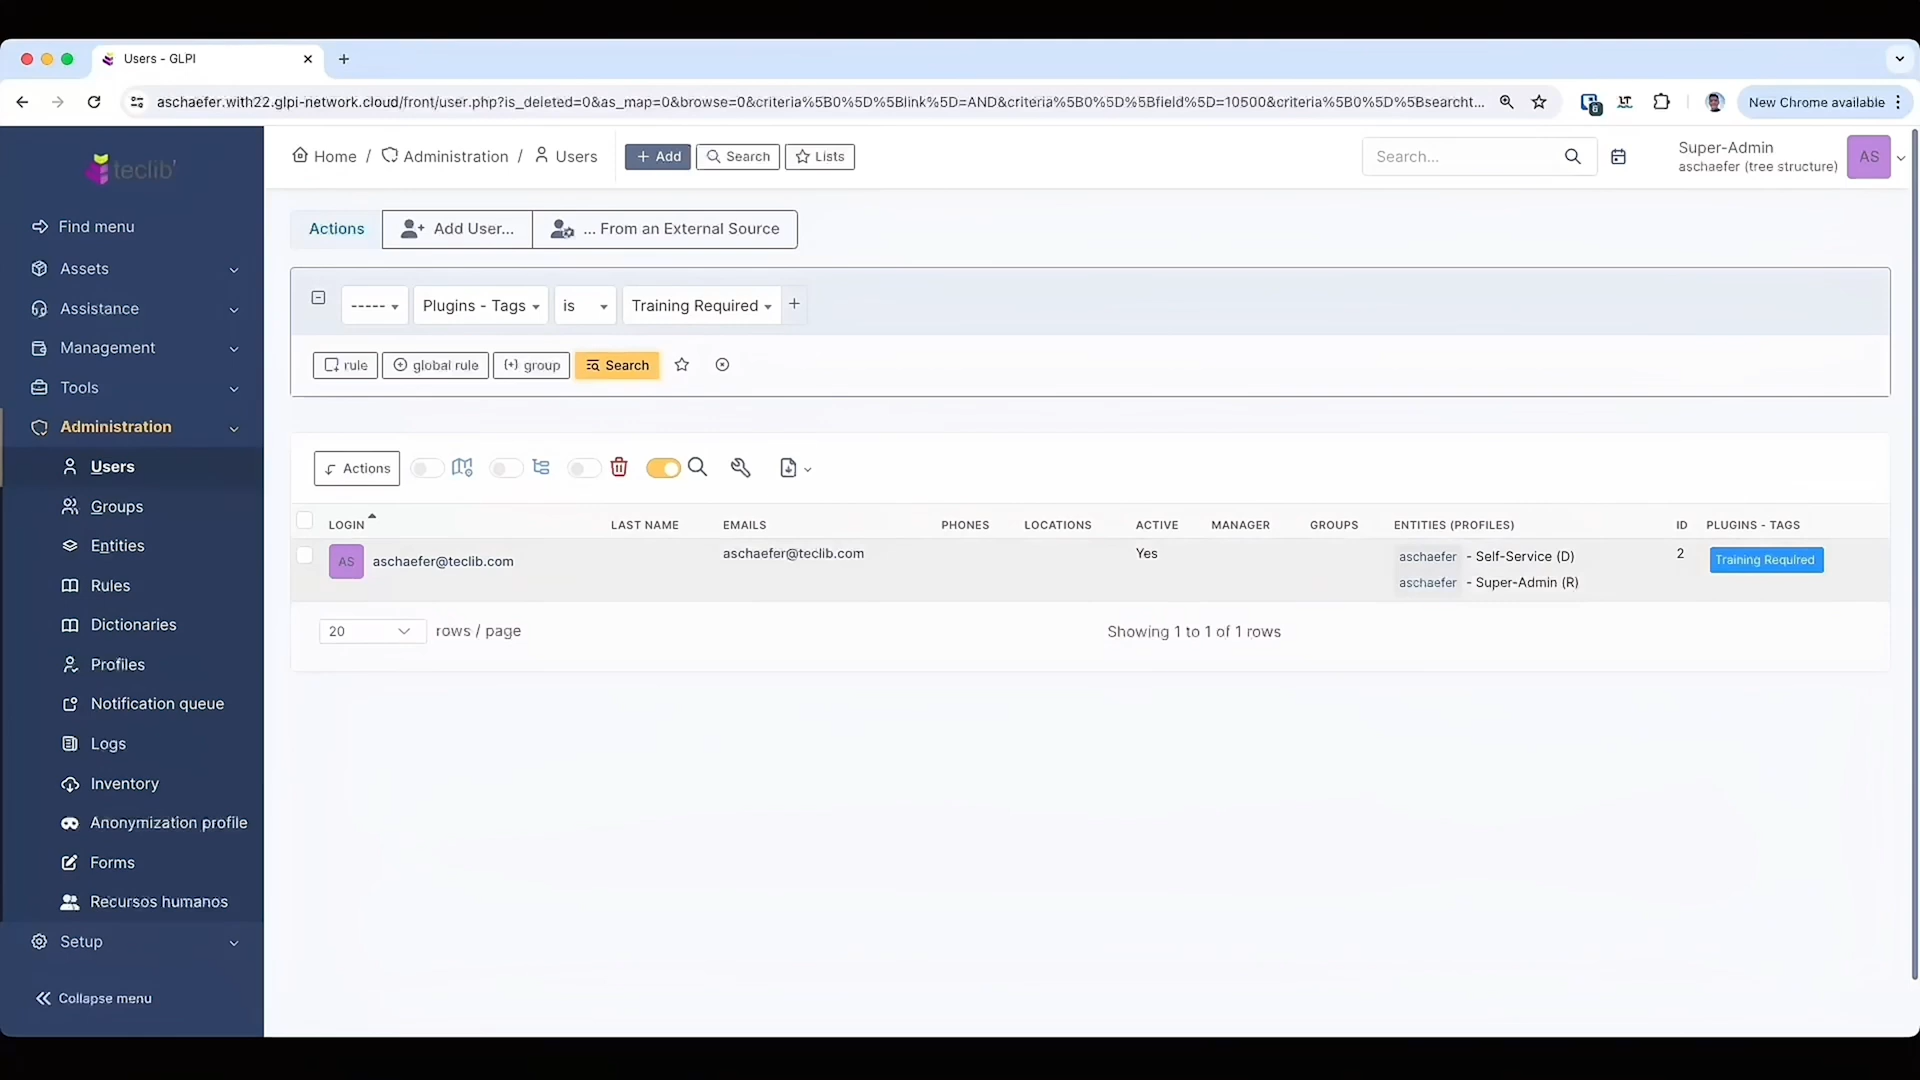 Users - GLPI
aschaefer.with22.glpi-network.cloud/front/user.php?is_deleted=0&as_map=0&browse=0&criteria%5B0%5D%5Blink%5D=AND&criteria%5B0%5D%5Bfield%5D=10500&criteria%5B0%5D%5Bsearcht...
6
LT
New Chrome available
teclib'
Home / Administration / Users
Add
Search
Lists
Search...
Super-Admin
aschaefer (tree structure)
AS
Find menu
Assets
Assistance
Management
Tools
Administration
Users
Groups
Entities
Rules
Dictionaries
Profiles
Notification queue
Logs
Inventory
Anonymization profile
Forms
Recursos humanos
Setup
Collapse menu
Actions
Add User...
... From an External Source
-----
Plugins - Tags
is
Training Required
+
rule
global rule
group
Search
Actions
LOGIN LAST NAME EMAILS PHONES LOCATIONS ACTIVE MANAGER GROUPS ENTITIES (PROFILES) ID PLUGINS - TAGS
AS aschaefer@teclib.com aschaefer@teclib.com Yes aschaefer - Self-Service (D) 2 Training Required
aschaefer - Super-Admin (R)
20 rows / page
Showing 1 to 1 of 1 rows